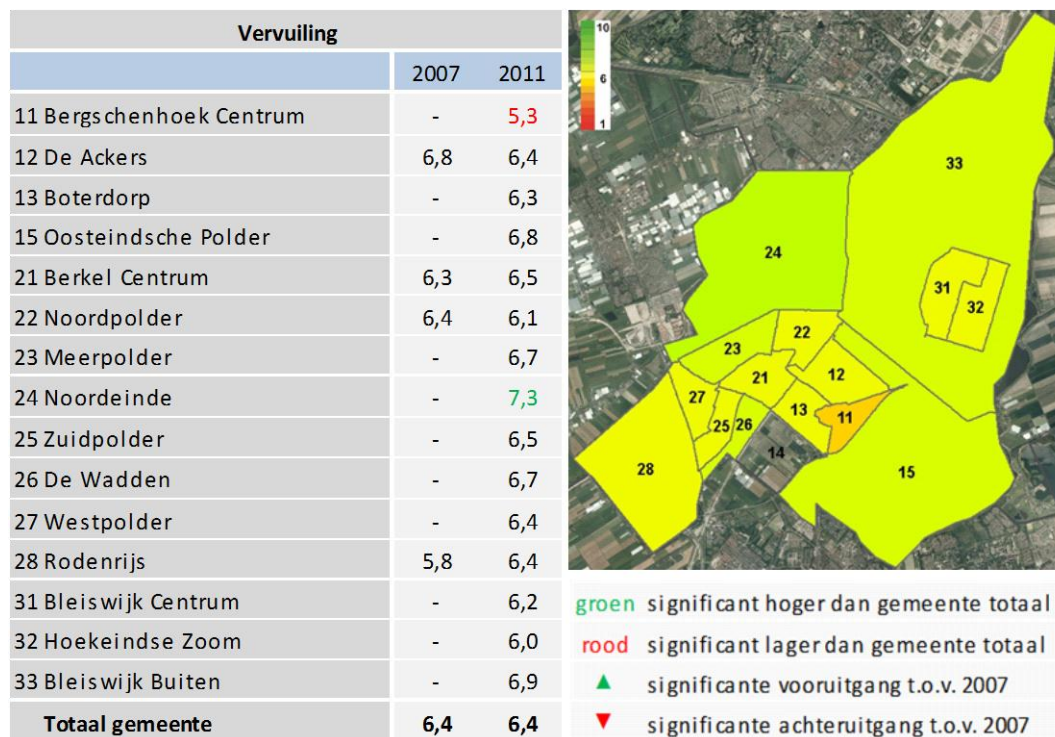 Vervuiling
2007 2011
11 Bergschenhoek Centrum - 5,3
12 De Ackers 6,8 6,4
13 Boterdorp - 6,3
15 Oosteindsche Polder - 6,8
21 Berkel Centrum 6,3 6,5
22 Noordpolder 6,4 6,1
23 Meerpolder - 6,7
24 Noordeinde - 7,3
25 Zuidpolder - 6,5
26 De Wadden - 6,7
27 Westpolder - 6,4
28 Rodenrijs 5,8 6,4
31 Bleiswijk Centrum - 6,2
32 Hoekeindse Zoom - 6,0
33 Bleiswijk Buiten - 6,9
Totaal gemeente 6,4 6,4
10
6
1
33
24
31
32
22
23
21
12
27
13
11
25
26
14
28
15
groen significant hoger dan gemeente totaal
rood significant lager dan gemeente totaal
▲ significante vooruitgang t.o.v. 2007
▼ significante achteruitgang t.o.v. 2007